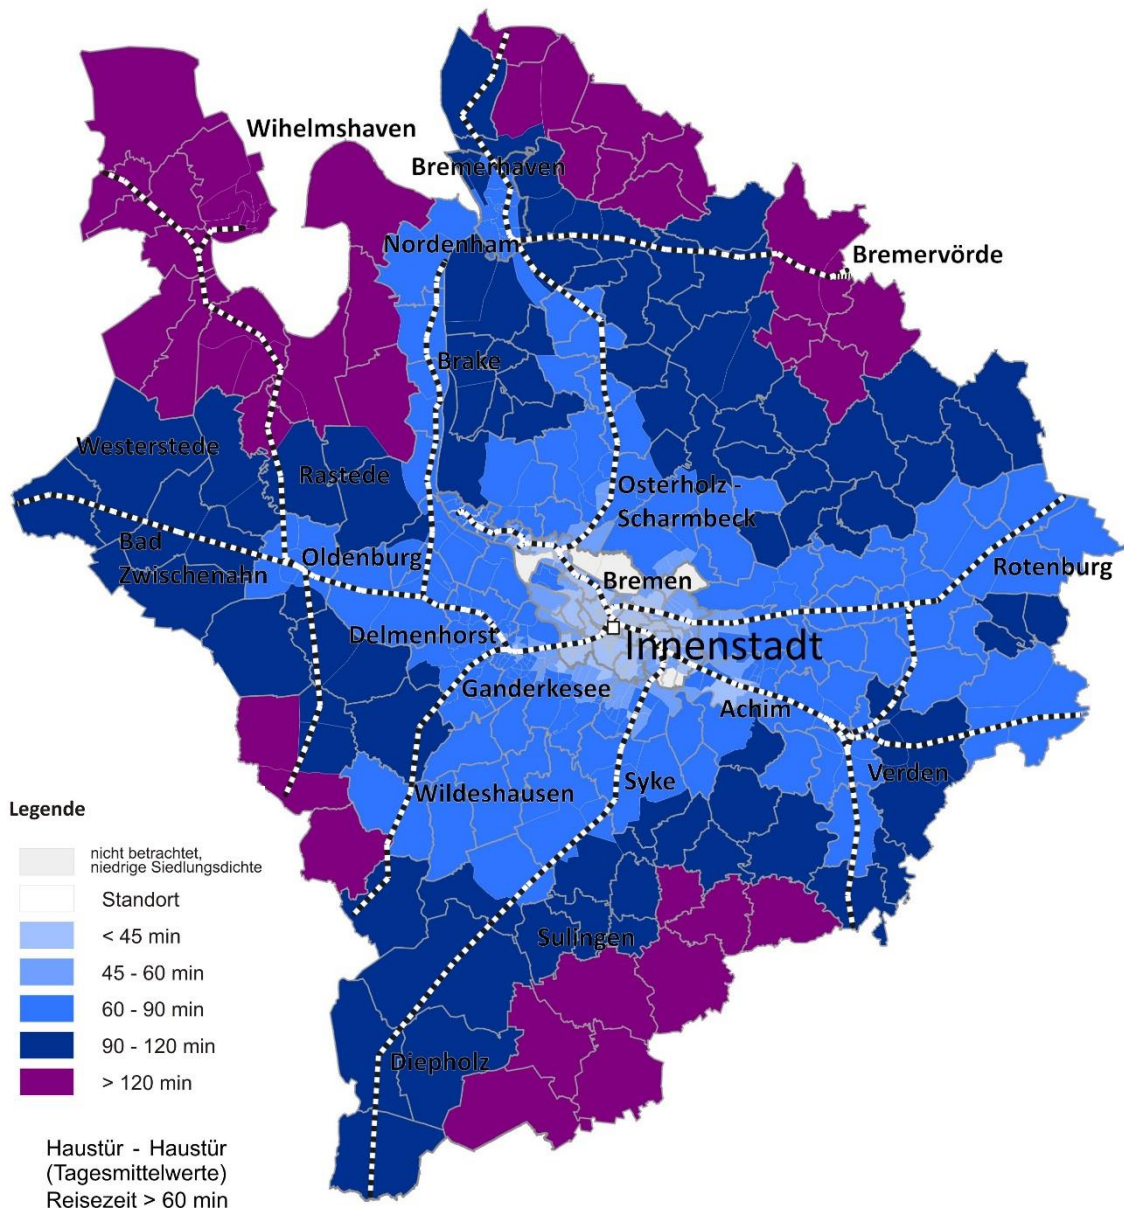 Wihelmshaven
Bremerhaven
Nordenham
Bremervörde
Brake
Westerstede
Rastede
Osterholz -
Scharmbeck
Bad
Zwischenahn
Oldenburg
Bremen
Rotenburg
Delmenhorst
Innenstadt
Ganderkesee
Achim
Wildeshausen
Syke
Verden
Sulingen
Diepholz
Legende
nicht betrachtet,
niedrige Siedlungsdichte
Standort
< 45 min
45 - 60 min
60 - 90 min
90 - 120 min
> 120 min
Haustür - Haustür
(Tagesmittelwerte)
Reisezeit > 60 min